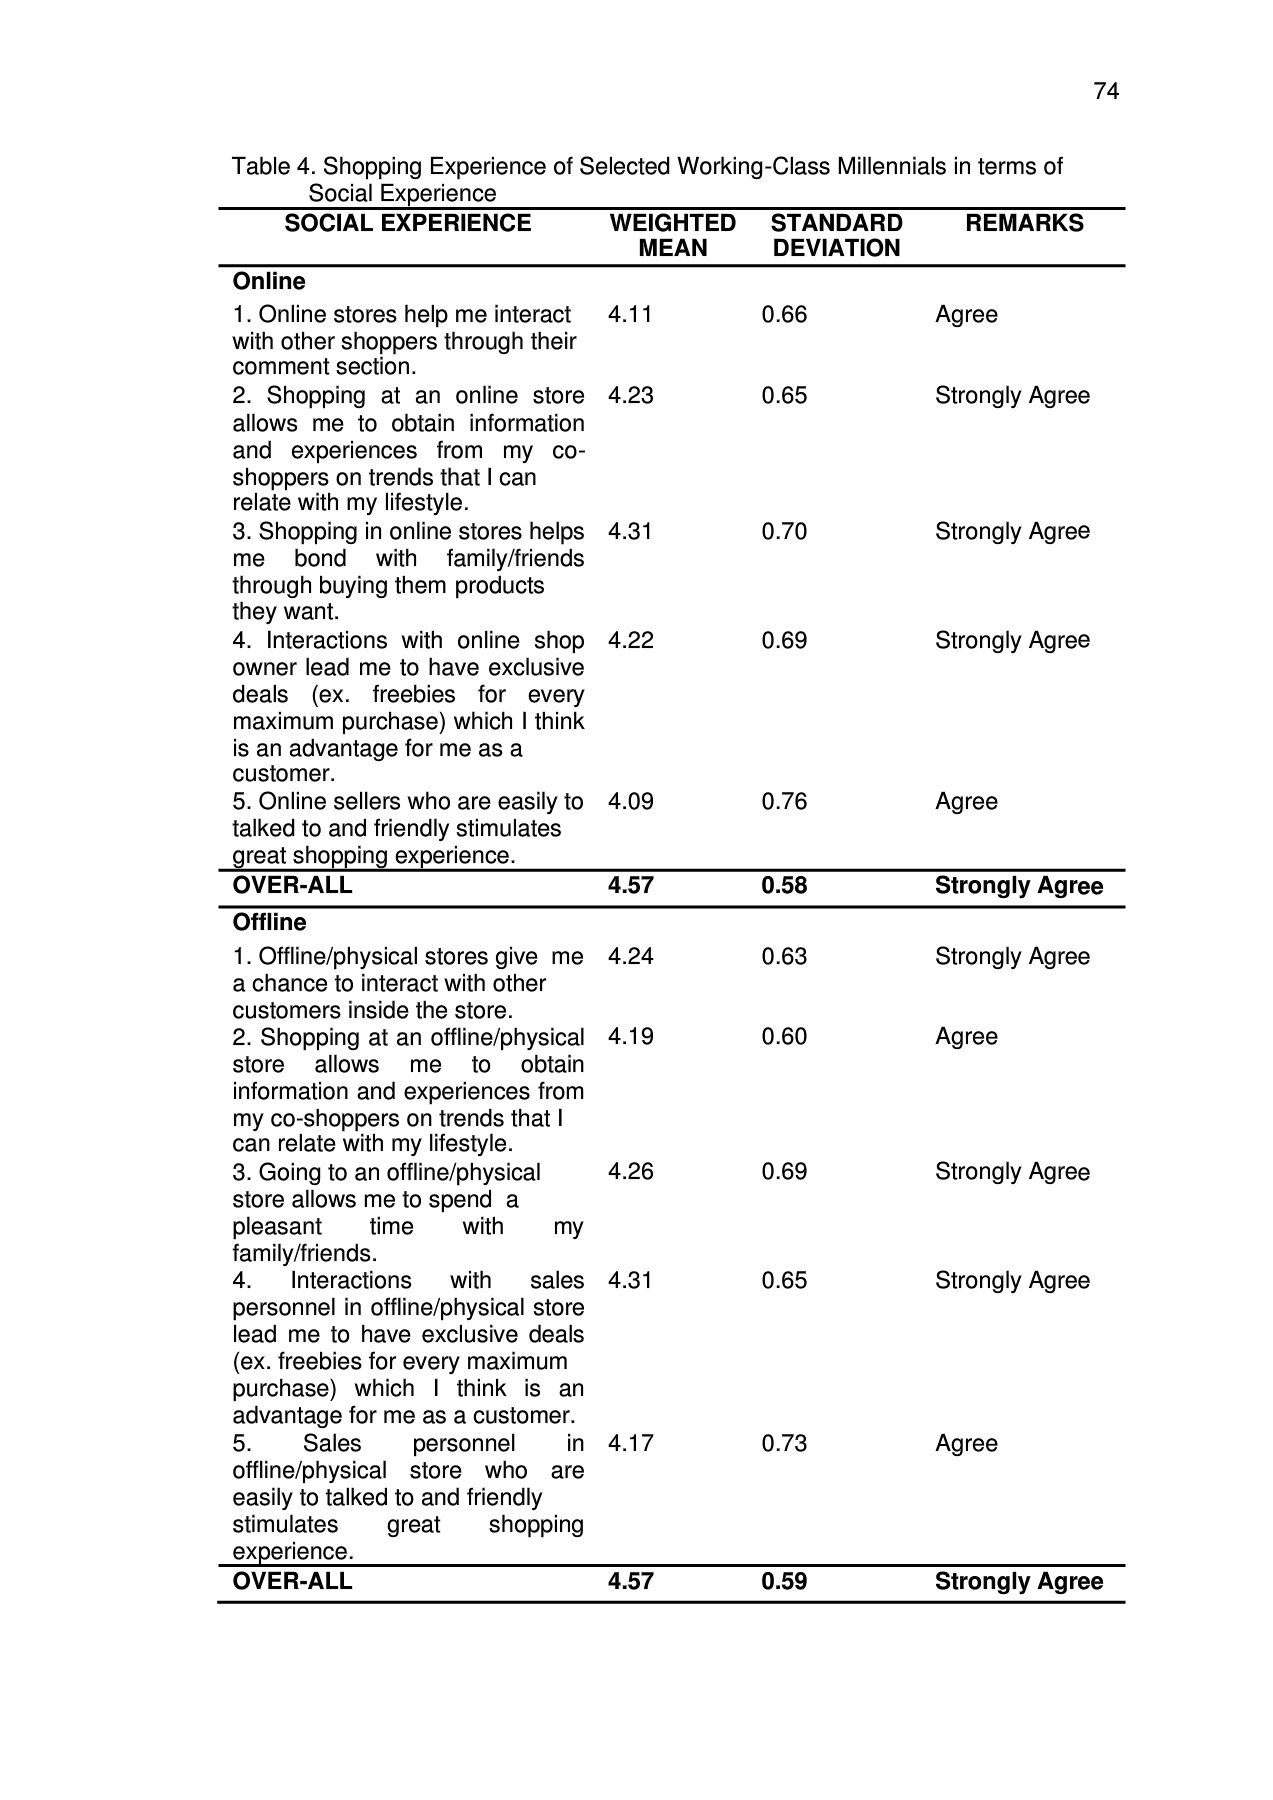 74
Table 4. Shopping Experience of Selected Working-Class Millennials in terms of
Social Experience
SOCIAL EXPERIENCE WEIGHTED MEAN STANDARD DEVIATION REMARKS
Online
1. Online stores help me interact 4.11 0.66 Agree
with other shoppers through their
comment section.
2. Shopping at an online store 4.23 0.65 Strongly Agree
allows me to obtain information
and experiences from my co-
shoppers on trends that I can
relate with my lifestyle.
3. Shopping in online stores helps 4.31 0.70 Strongly Agree
me bond with family/friends
through buying them products
they want.
4. Interactions with online shop 4.22 0.69 Strongly Agree
owner lead me to have exclusive
deals (ex. freebies for every
maximum purchase) which I think
is an advantage for me as a
customer.
5. Online sellers who are easily to 4.09 0.76 Agree
talked to and friendly stimulates
great shopping experience.
OVER-ALL 4.57 0.58 Strongly Agree
Offline
1. Offline/physical stores give me 4.24 0.63 Strongly Agree
a chance to interact with other
customers inside the store.
2. Shopping at an offline/physical 4.19 0.60 Agree
store allows me to obtain
information and experiences from
my co-shoppers on trends that I
can relate with my lifestyle.
3. Going to an offline/physical 4.26 0.69 Strongly Agree
store allows me to spend a
pleasant time with my
family/friends.
4. Interactions with sales 4.31 0.65 Strongly Agree
personnel in offline/physical store
lead me to have exclusive deals
(ex. freebies for every maximum
purchase) which I think is an
advantage for me as a customer.
5. Sales personnel in 4.17 0.73 Agree
offline/physical store who are
easily to talked to and friendly
stimulates great shopping
experience.
OVER-ALL 4.57 0.59 Strongly Agree